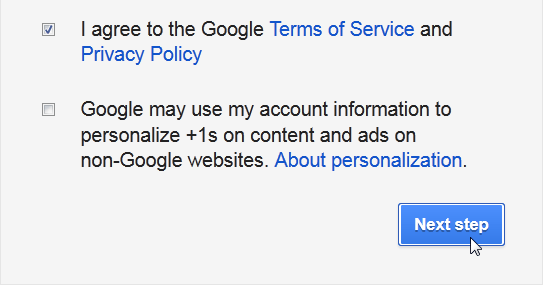 I agree to the Google Terms of Service and
Privacy Policy
Google may use my account information to
personalize +1s on content and ads on
non-Google websites. About personalization.
Next step